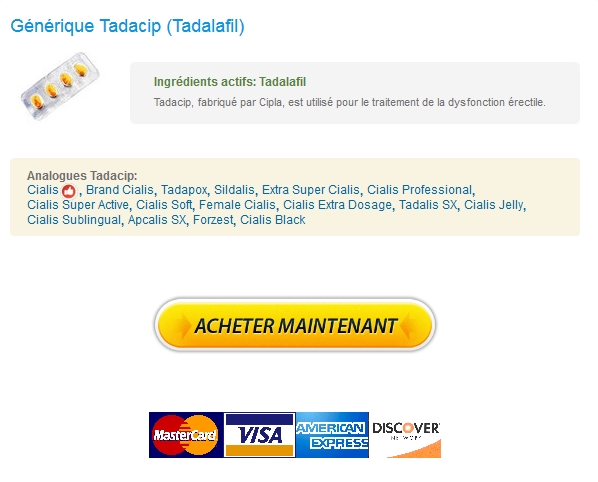 Générique Tadacip (Tadalafil)
Ingrédients actifs: Tadalafil
Tadacip, fabriqué par Cipla, est utilisé pour le traitement de la dysfonction érectile.
Analogues Tadacip:
Cialis , Brand Cialis, Tadapox, Sildalis, Extra Super Cialis, Cialis Professional,
Cialis Super Active, Cialis Soft, Female Cialis, Cialis Extra Dosage, Tadalis SX, Cialis Jelly,
Cialis Sublingual, Apcalis SX, Forzest, Cialis Black
ACHETER MAINTENANT
MasterCard VISA AMERICAN EXPRESS DISCOVER NETWORK